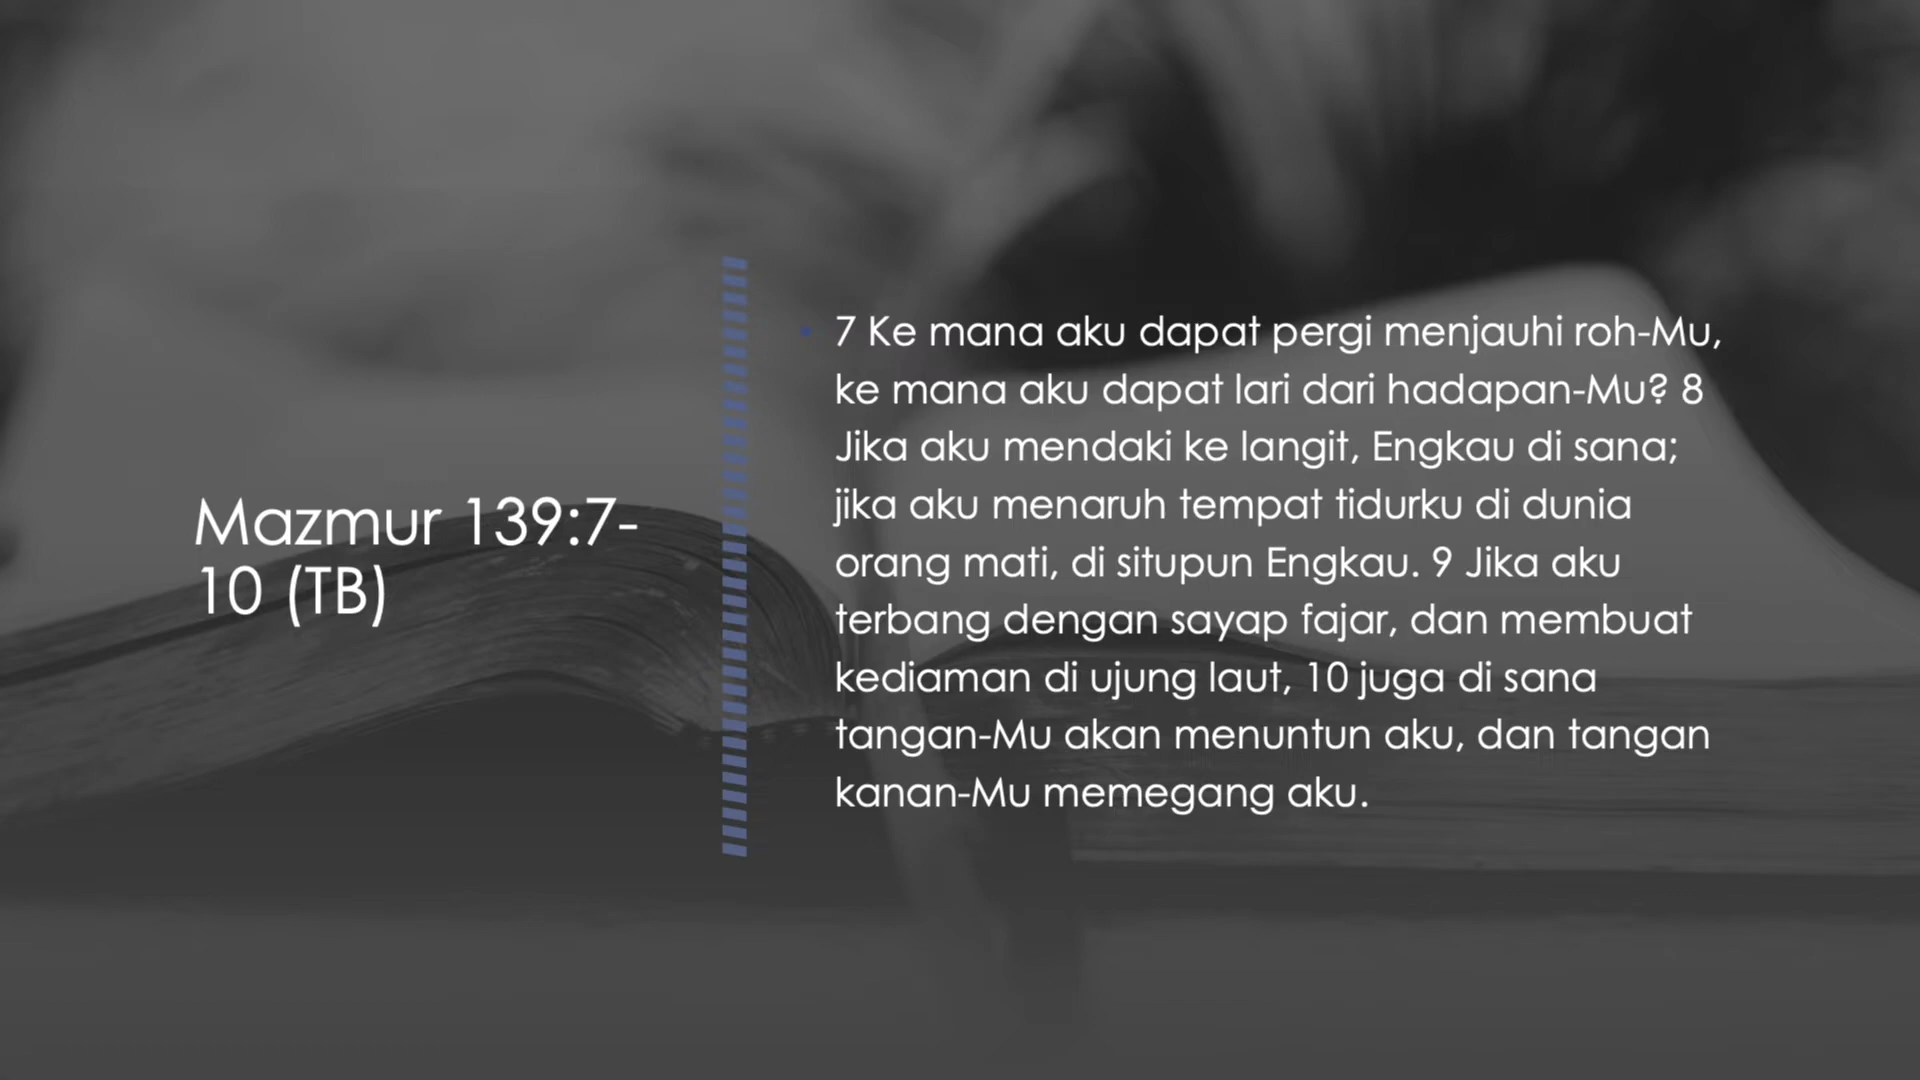 Mazmur 139:7-
10 (TB)
7 Ke mana aku dapat pergi menjauhi roh-Mu,
ke mana aku dapat lari dari hadapan-Mu? 8
Jika aku mendaki ke langit, Engkau di sana;
jika aku menaruh tempat tidurku di dunia
orang mati, di situpun Engkau. 9 Jika aku
terbang dengan sayap fajar, dan membuat
kediaman di ujung laut, 10 juga di sana
tangan-Mu akan menuntun aku, dan tangan
kanan-Mu memegang aku.